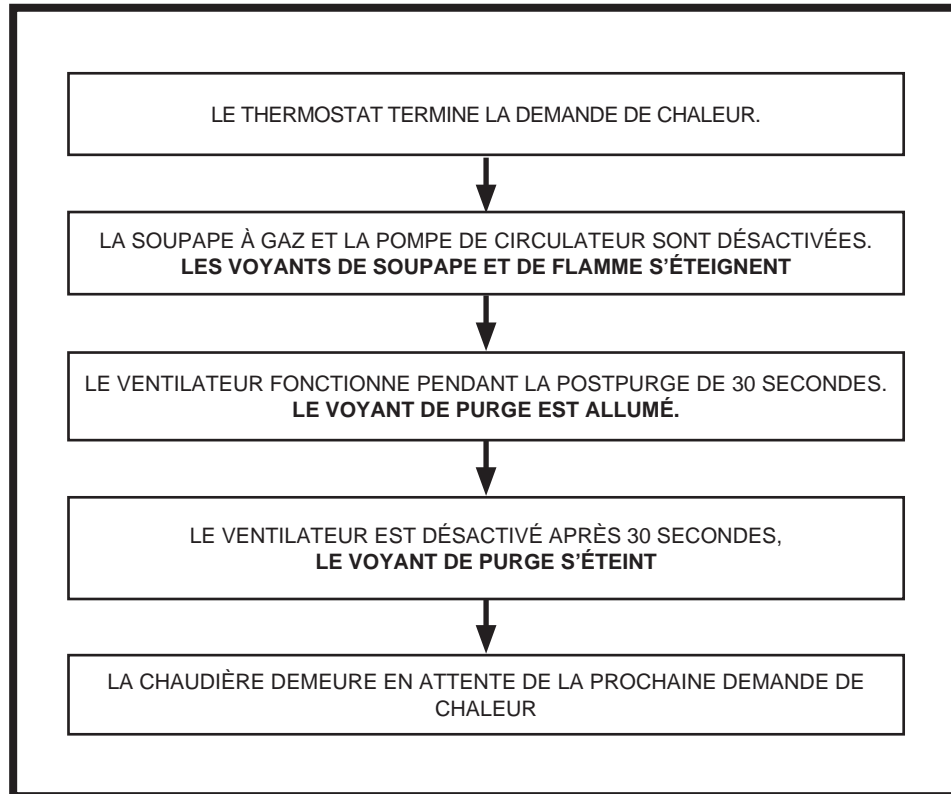 LE THERMOSTAT TERMINE LA DEMANDE DE CHALEUR.
LA SOUPAPE À GAZ ET LA POMPE DE CIRCULATEUR SONT DÉSACTIVÉES.
LES VOYANTS DE SOUPAPE ET DE FLAMME S’ÉTEIGNENT
LE VENTILATEUR FONCTIONNE PENDANT LA POSTPURGE DE 30 SECONDES.
LE VOYANT DE PURGE EST ALLUMÉ.
LE VENTILATEUR EST DÉSACTIVÉ APRÈS 30 SECONDES,
LE VOYANT DE PURGE S’ÉTEINT
LA CHAUDIÈRE DEMEURE EN ATTENTE DE LA PROCHAINE DEMANDE DE
CHALEUR